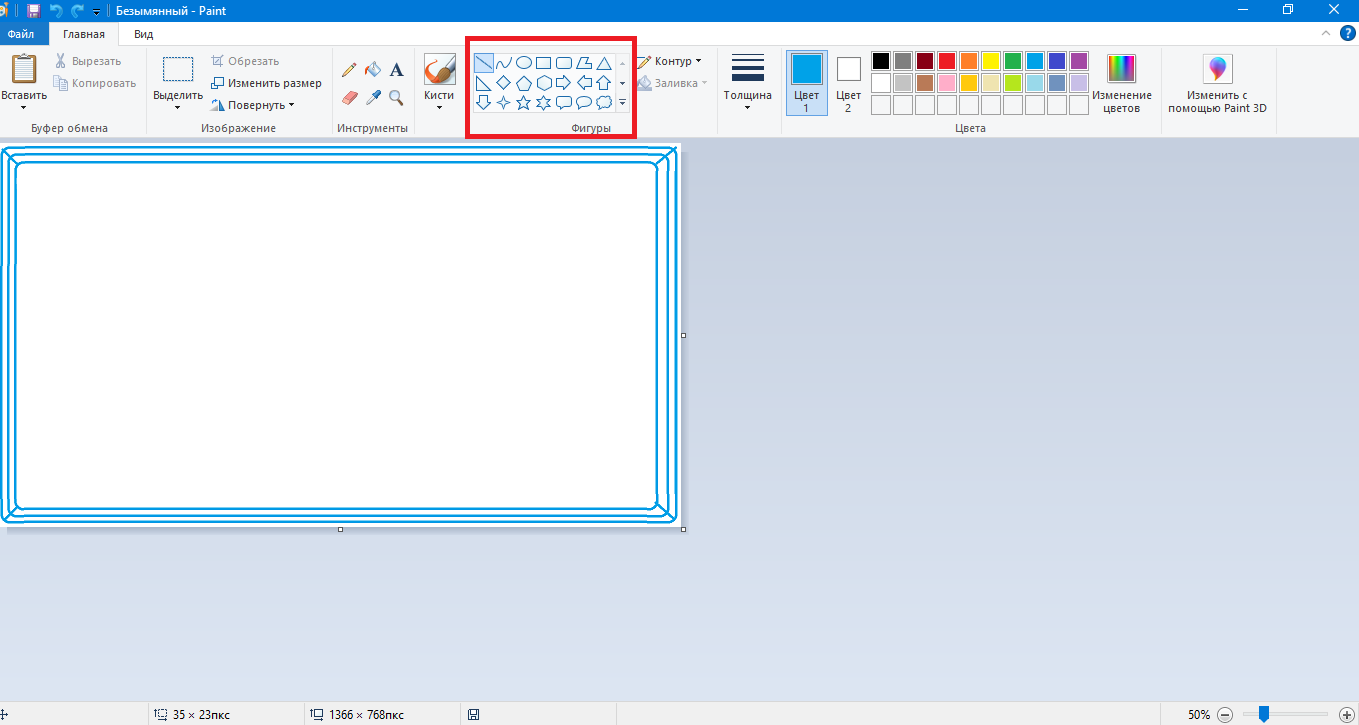 Безымянный - Paint
Файл
Главная
Вид
Вставить
Вырезать
Копировать
Буфер обмена
Выделить
Обрезать
Изменить размер
Повернуть
Изображение
A
Инструменты
Кисти
Фигуры
Контур
Заливка
Толщина
Цвет
1
Цвет
2
Цвета
Изменение
цветов
Изменить с
помощью Paint 3D
35 × 23пкс
1366 × 768пкс
50%